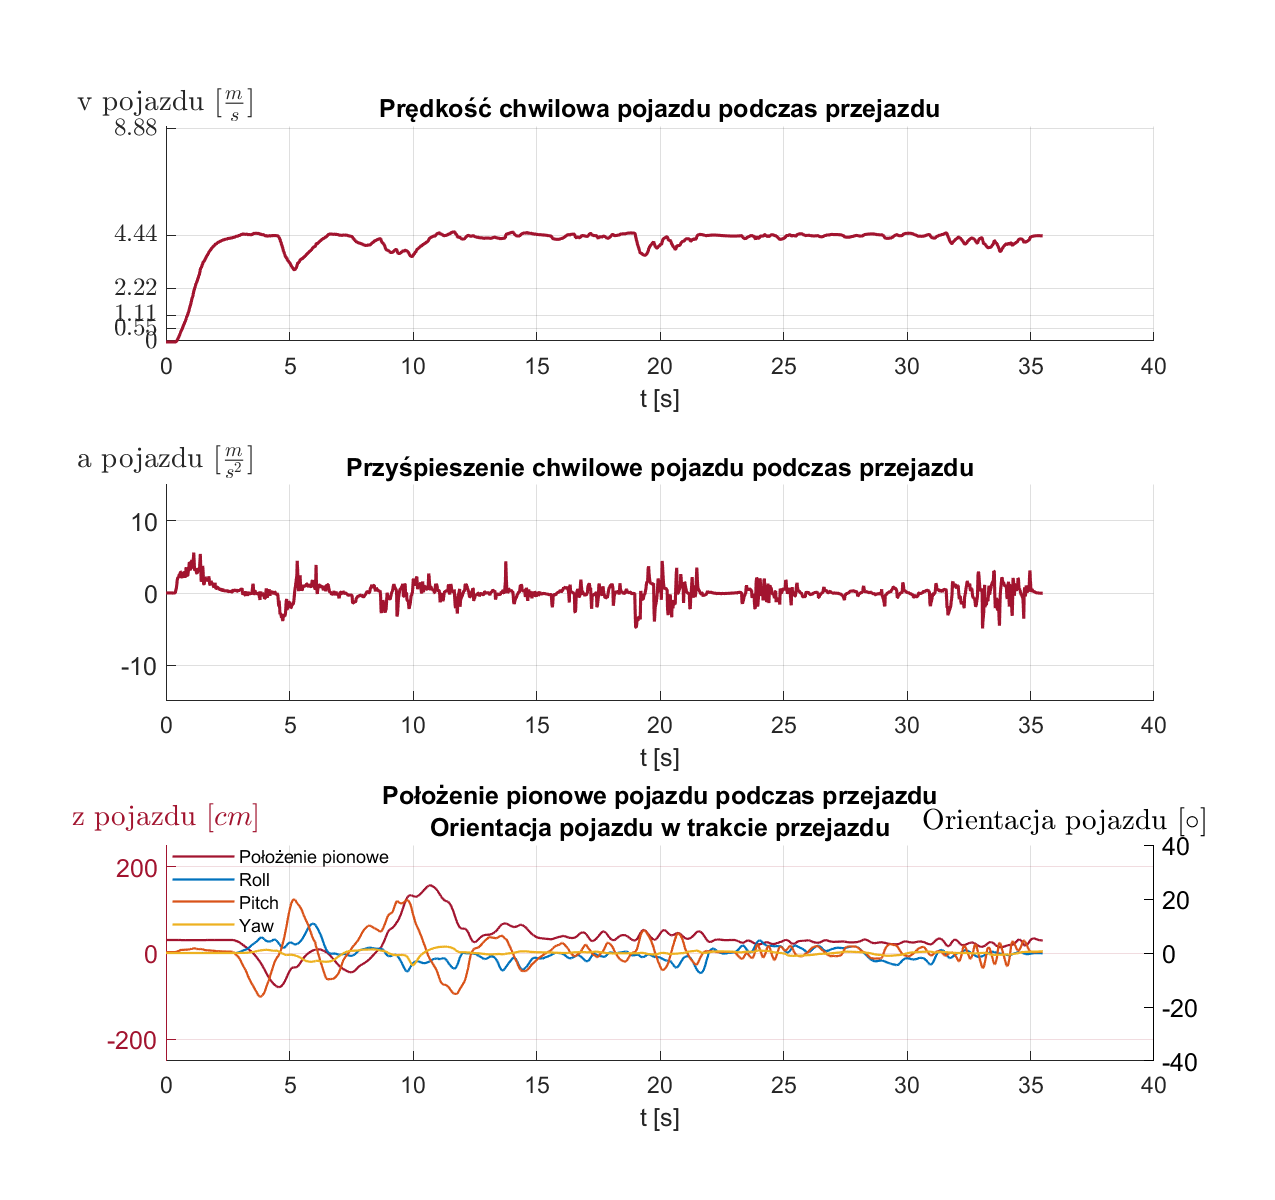 v pojazdu [m/s]
Prędkość chwilowa pojazdu podczas przejazdu
8.88
4.44
2.22
1.11
0.55
0
0 5 10 15 20 25 30 35 40
t [s]
a pojazdu [m/s²]
Przyśpieszenie chwilowe pojazdu podczas przejazdu
10
0
-10
0 5 10 15 20 25 30 35 40
t [s]
Położenie pionowe pojazdu podczas przejazdu
z pojazdu [cm]
Orientacja pojazdu w trakcie przejazdu
Orientacja pojazdu [∘]
200
0
-200
Położenie pionowe
Roll
Pitch
Yaw
40
20
0
-20
-40
0 5 10 15 20 25 30 35 40
t [s]